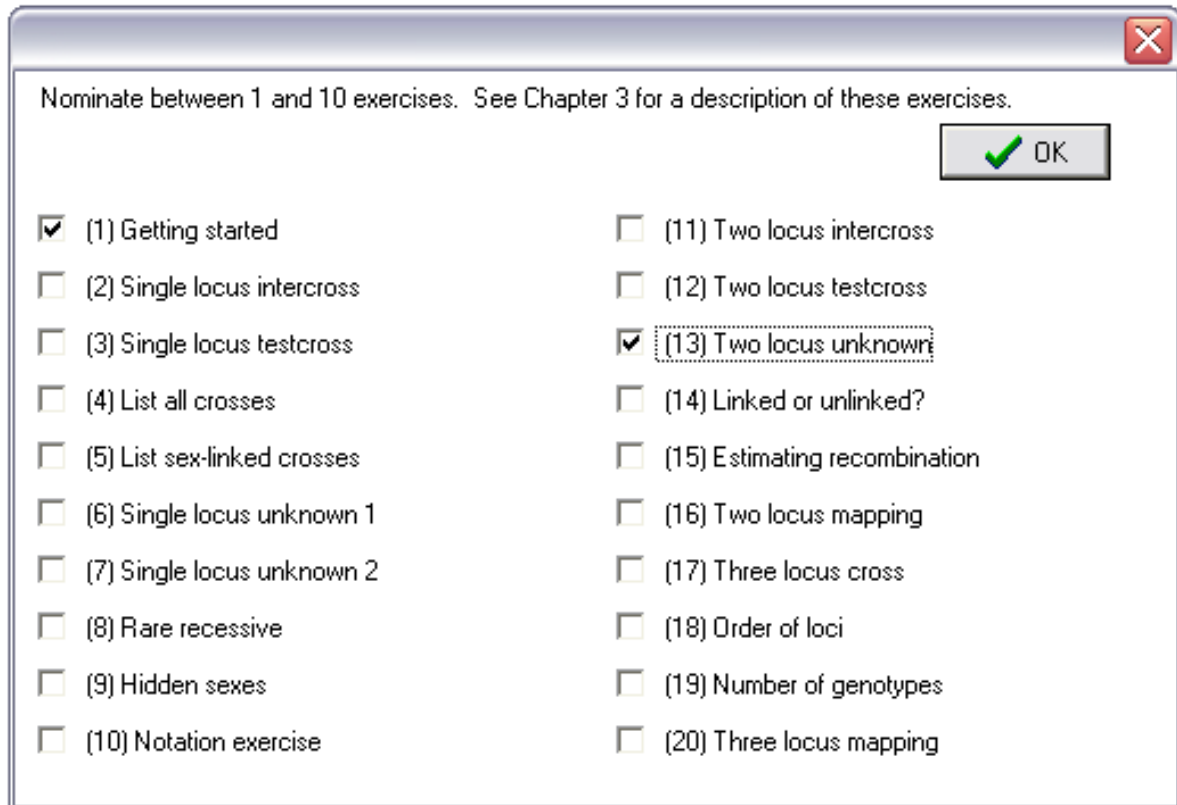 Nominate between 1 and 10 exercises.  See Chapter 3 for a description of these exercises.
OK
(1) Getting started
(2) Single locus intercross
(3) Single locus testcross
(4) List all crosses
(5) List sex-linked crosses
(6) Single locus unknown 1
(7) Single locus unknown 2
(8) Rare recessive
(9) Hidden sexes
(10) Notation exercise
(11) Two locus intercross
(12) Two locus testcross
(13) Two locus unknown
(14) Linked or unlinked?
(15) Estimating recombination
(16) Two locus mapping
(17) Three locus cross
(18) Order of loci
(19) Number of genotypes
(20) Three locus mapping